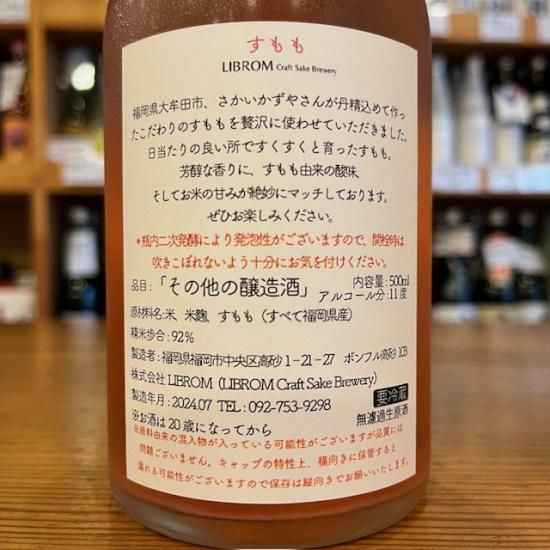 すもも
LIBROM Craft Sake Brewery
福岡県大牟田市、さかいかずやさんが丹精込めて作っ
たこだわりのすももを贅沢に使わせていただきました。
日当たりの良い所ですくすくと育ったすもも。
芳醇な香りに、すもも由来の酸味
そしてお米の甘みが絶妙にマッチしております。
ぜひお楽しみください。
*瓶内二次発酵により発泡性がございますので、開栓時は
吹きこぼれないよう十分にお気を付けください。
品目:「その他の醸造酒」 内容量:500ml
アルコール分:11度
原材料名:米、米麹、すもも(すべて福岡県産)
精米歩合:92%
製造者:福岡県福岡市中央区高砂1-21-27 ボンフル高砂1CB
株式会社LIBROM (LIBROM Craft Sake Brewery)
製造年月:2024.07 TEL:092-753-9298
要冷蔵
※お酒は20歳になってから 無濾過生原酒
※原料由来の混入物が入っている可能性がございますが品質には
問題ございません。キャップの特性上、横向きに保管すると
漏れる可能性がございますので保存は縦向きでお願いいたします。